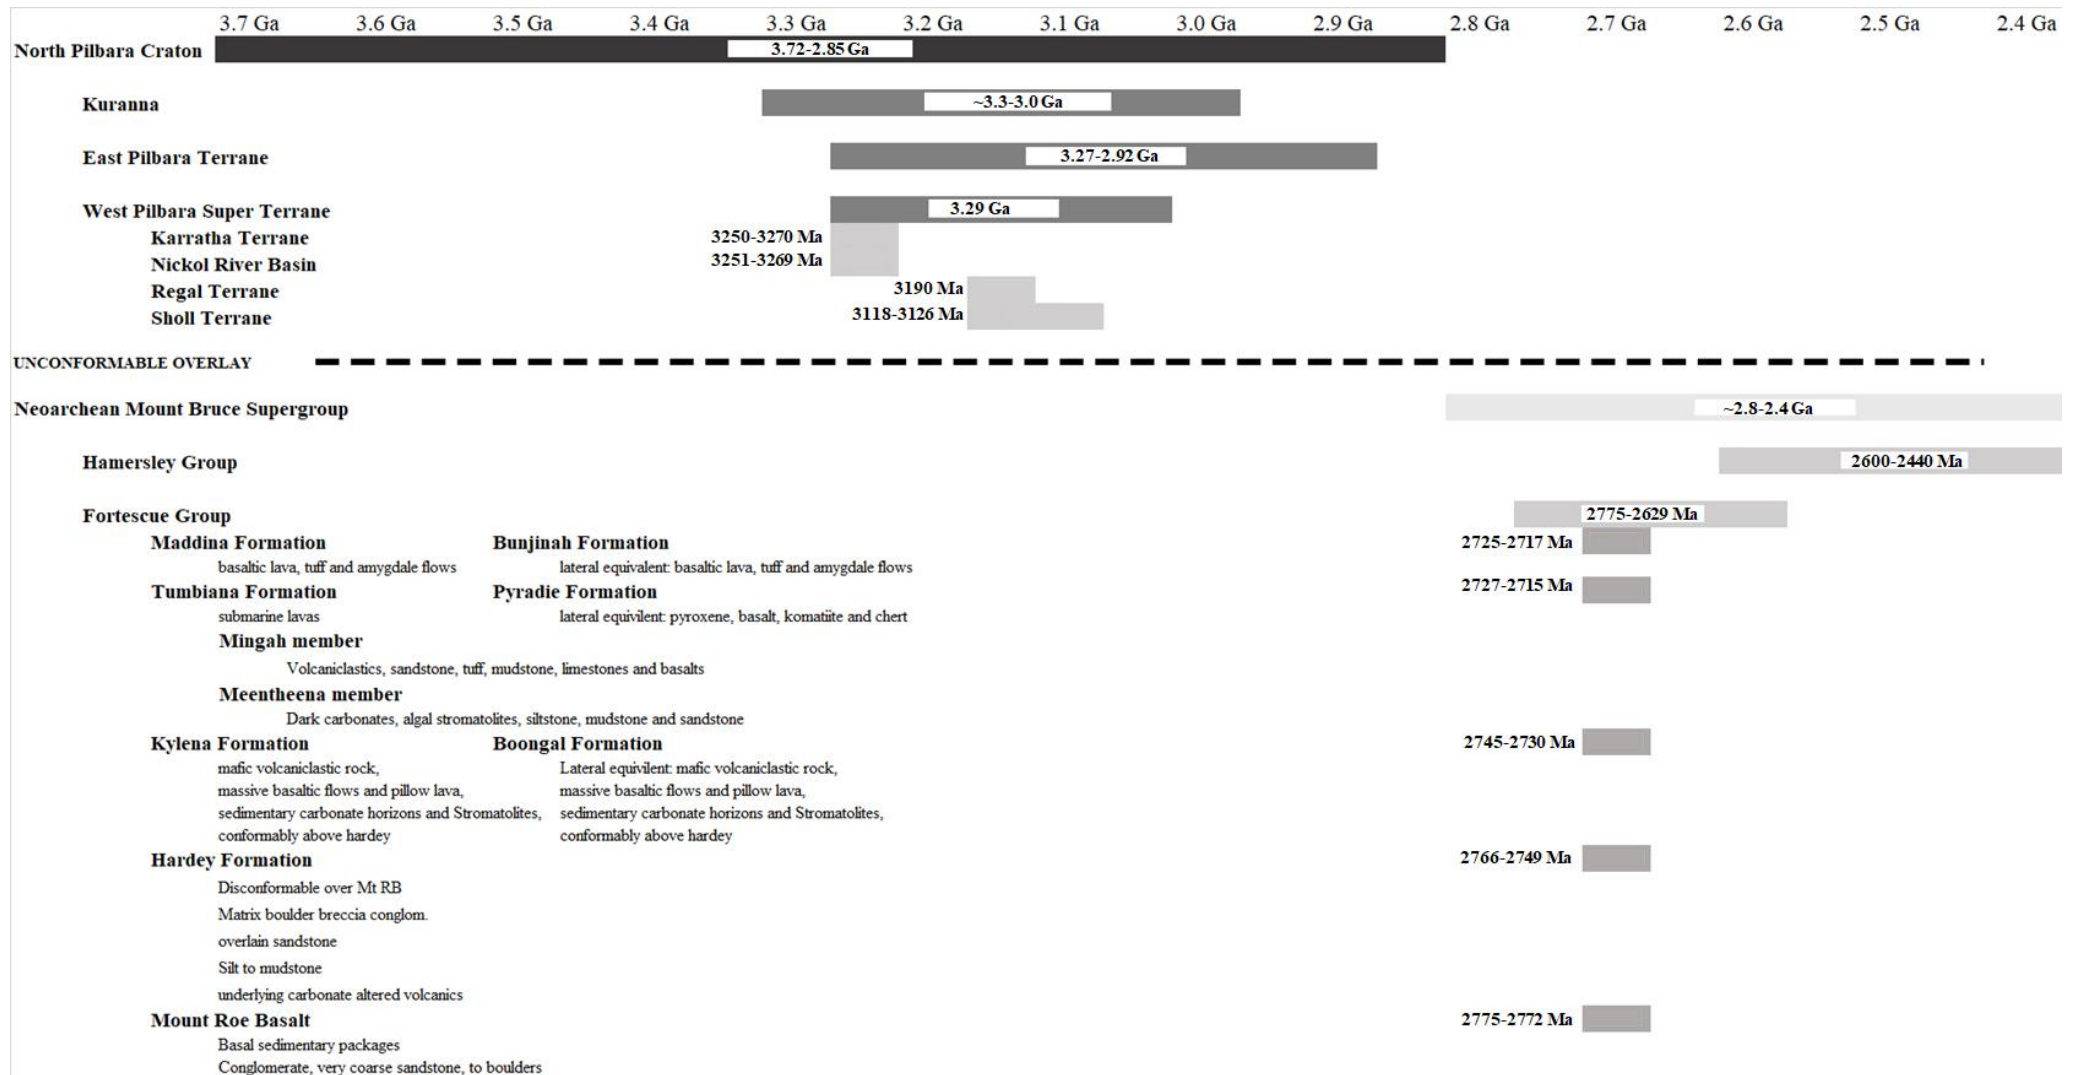 3.7 Ga 3.6 Ga 3.5 Ga 3.4 Ga 3.3 Ga 3.2 Ga 3.1 Ga 3.0 Ga 2.9 Ga 2.8 Ga 2.7 Ga 2.6 Ga 2.5 Ga 2.4 Ga
North Pilbara Craton 3.72-2.85 Ga
Kuranna ~3.3-3.0 Ga
East Pilbara Terrane 3.27-2.92 Ga
West Pilbara Super Terrane 3.29 Ga
Karratha Terrane 3250-3270 Ma
Nickol River Basin 3251-3269 Ma
Regal Terrane 3190 Ma
Sholl Terrane 3118-3126 Ma
UNCONFORMABLE OVERLAY
Neoarchean Mount Bruce Supergroup ~2.8-2.4 Ga
Hamersley Group 2600-2440 Ma
Fortescue Group 2775-2629 Ma
Maddina Formation Bunjinah Formation 2725-2717 Ma
basaltic lava, tuff and amygdale flows lateral equivalent: basaltic lava, tuff and amygdale flows
Tumbiana Formation Pyradie Formation 2727-2715 Ma
submarine lavas lateral equivilent: pyroxene, basalt, komatiite and chert
Mingah member
Volcaniclastics, sandstone, tuff, mudstone, limestones and basalts
Meentheena member
Dark carbonates, algal stromatolites, siltstone, mudstone and sandstone
Kylena Formation Boongal Formation 2745-2730 Ma
mafic volcaniclastic rock, Lateral equivilent: mafic volcaniclastic rock,
massive basaltic flows and pillow lava, massive basaltic flows and pillow lava,
sedimentary carbonate horizons and Stromatolites, sedimentary carbonate horizons and Stromatolites,
conformably above hardey conformably above hardey
Hardey Formation 2766-2749 Ma
Disconformable over Mt RB
Matrix boulder breccia conglom.
overlain sandstone
Silt to mudstone
underlying carbonate altered volcanics
Mount Roe Basalt 2775-2772 Ma
Basal sedimentary packages
Conglomerate, very coarse sandstone, to boulders